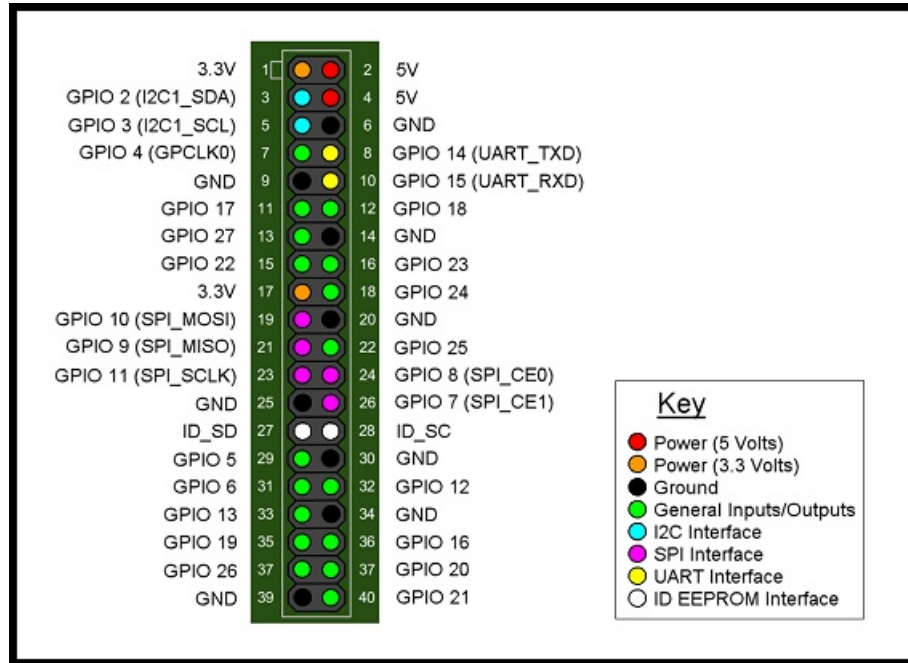 3.3V 1 2 5V
GPIO 2 (I2C1_SDA) 3 4 5V
GPIO 3 (I2C1_SCL) 5 6 GND
GPIO 4 (GPCLK0) 7 8 GPIO 14 (UART_TXD)
GND 9 10 GPIO 15 (UART_RXD)
GPIO 17 11 12 GPIO 18
GPIO 27 13 14 GND
GPIO 22 15 16 GPIO 23
3.3V 17 18 GPIO 24
GPIO 10 (SPI_MOSI) 19 20 GND
GPIO 9 (SPI_MISO) 21 22 GPIO 25
GPIO 11 (SPI_SCLK) 23 24 GPIO 8 (SPI_CE0)
GND 25 26 GPIO 7 (SPI_CE1)
ID_SD 27 28 ID_SC
GPIO 5 29 30 GND
GPIO 6 31 32 GPIO 12
GPIO 13 33 34 GND
GPIO 19 35 36 GPIO 16
GPIO 26 37 37 GPIO 20
GND 39 40 GPIO 21
Key
Power (5 Volts)
Power (3.3 Volts)
Ground
General Inputs/Outputs
I2C Interface
SPI Interface
UART Interface
ID EEPROM Interface